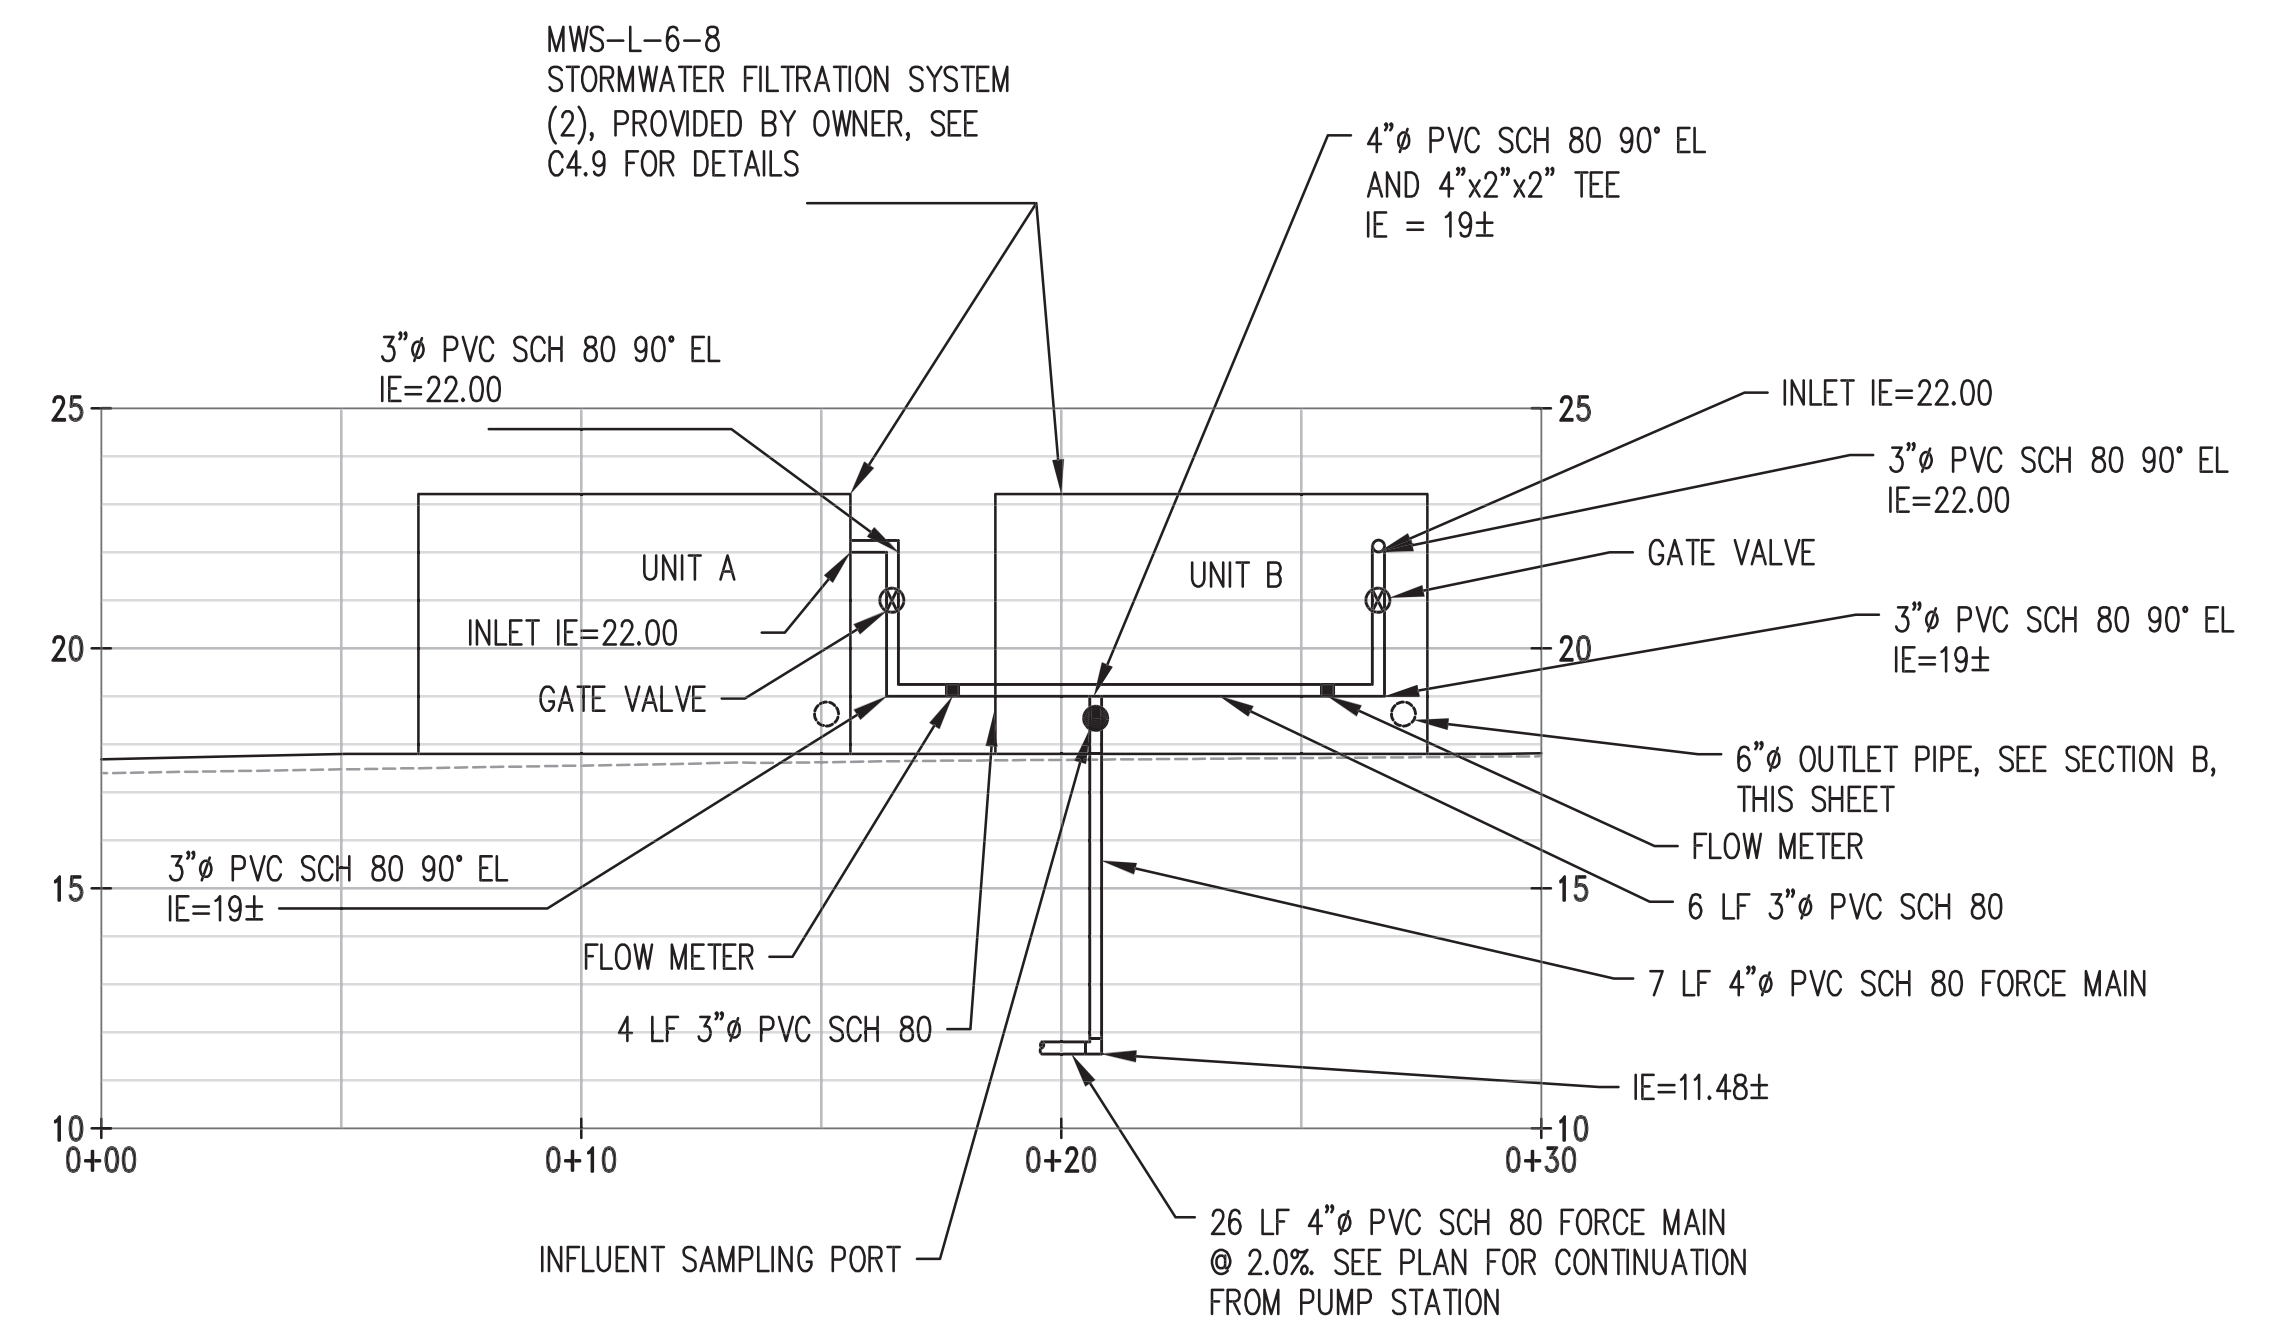 MWS-L-6-8
STORMWATER FILTRATION SYSTEM
(2), PROVIDED BY OWNER, SEE
C4.9 FOR DETAILS
4"ø PVC SCH 80 90° EL
AND 4"x2"x2" TEE
IE = 19±
3"ø PVC SCH 80 90° EL
IE=22.00
25
25
INLET IE=22.00
3"ø PVC SCH 80 90° EL
IE=22.00
GATE VALVE
UNIT A
UNIT B
INLET IE=22.00
3"ø PVC SCH 80 90° EL
IE=19±
20
20
GATE VALVE
6"ø OUTLET PIPE, SEE SECTION B,
THIS SHEET
FLOW METER
3"ø PVC SCH 80 90° EL
IE=19±
15
15
6 LF 3"ø PVC SCH 80
FLOW METER
7 LF 4"ø PVC SCH 80 FORCE MAIN
4 LF 3"ø PVC SCH 80
IE=11.48±
10
10
0+00
0+10
0+20
0+30
26 LF 4"ø PVC SCH 80 FORCE MAIN
@ 2.0%. SEE PLAN FOR CONTINUATION
FROM PUMP STATION
INFLUENT SAMPLING PORT